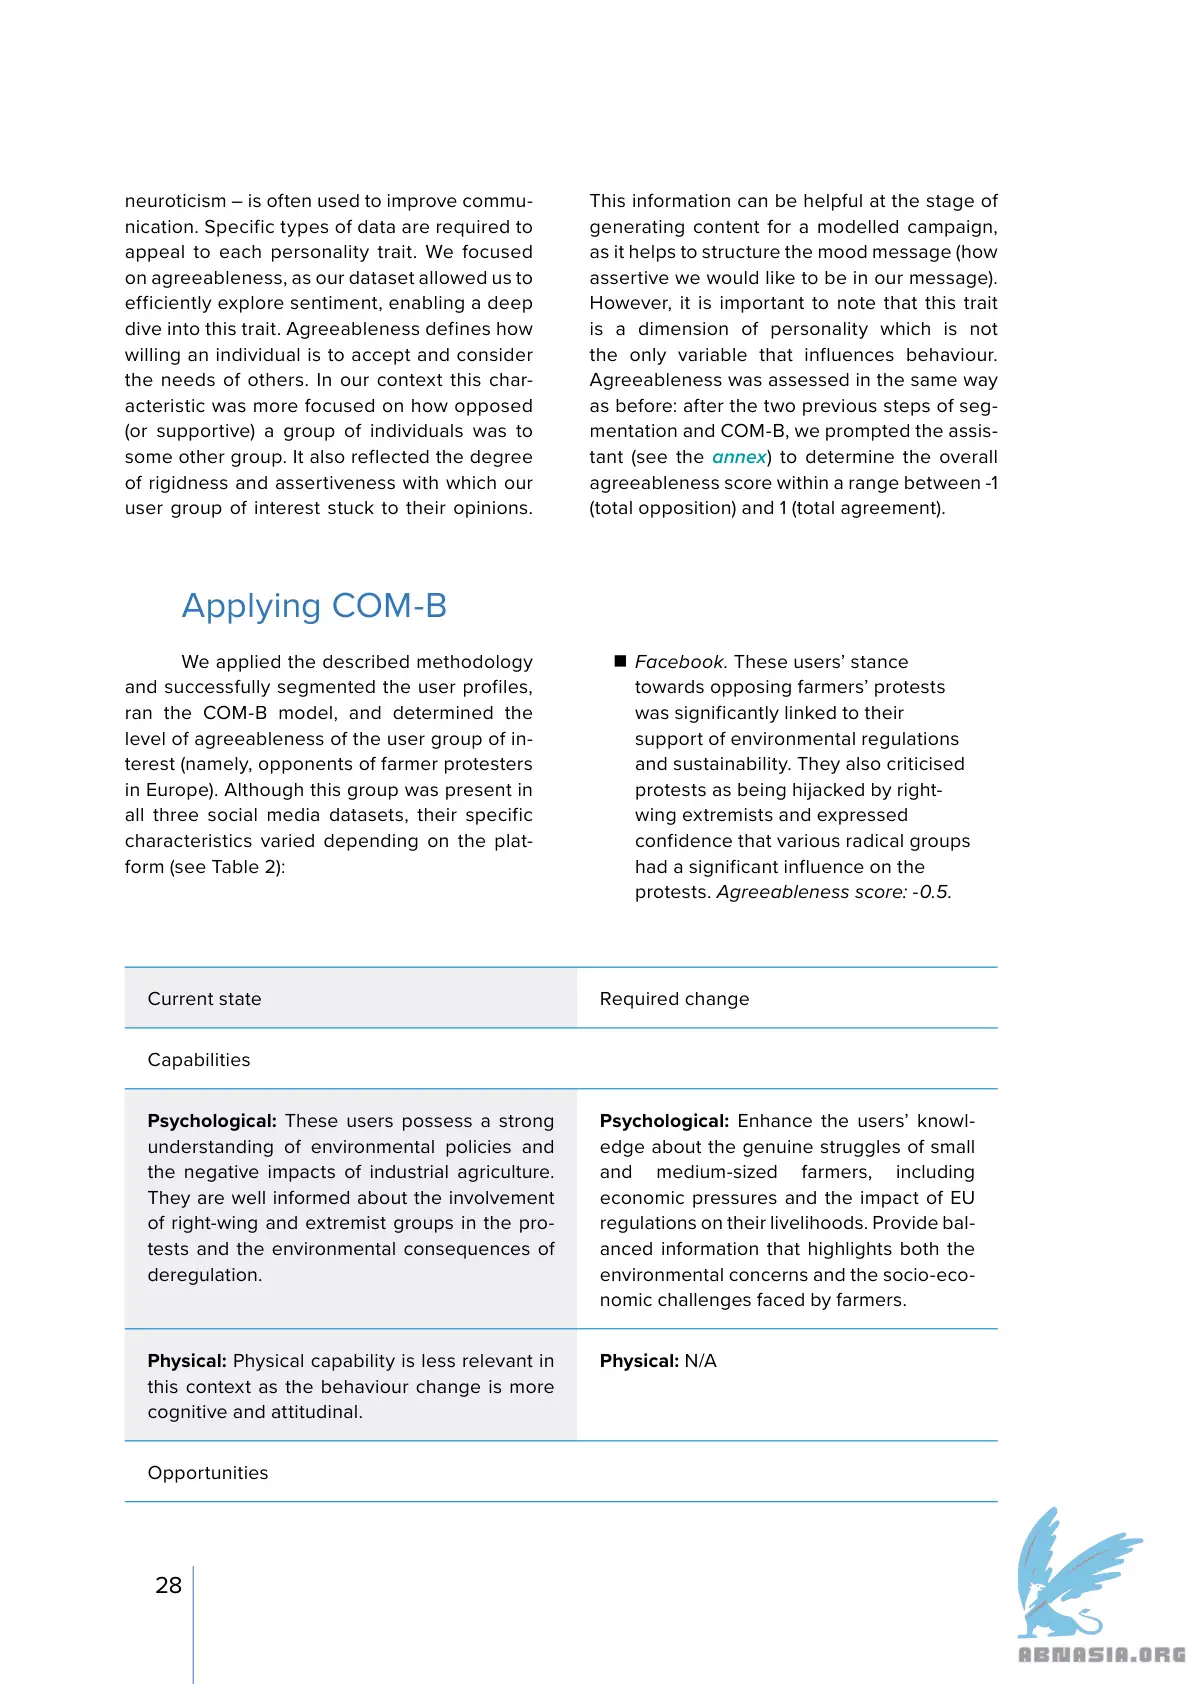 neuroticism – is often used to improve commu-
nication. Specific types of data are required to
appeal to each personality trait. We focused
on agreeableness, as our dataset allowed us to
efficiently explore sentiment, enabling a deep
dive into this trait. Agreeableness defines how
willing an individual is to accept and consider
the needs of others. In our context this char-
acteristic was more focused on how opposed
(or supportive) a group of individuals was to
some other group. It also reflected the degree
of rigidness and assertiveness with which our
user group of interest stuck to their opinions.
This information can be helpful at the stage of
generating content for a modelled campaign,
as it helps to structure the mood message (how
assertive we would like to be in our message).
However, it is important to note that this trait
is a dimension of personality which is not
the only variable that influences behaviour.
Agreeableness was assessed in the same way
as before: after the two previous steps of seg-
mentation and COM-B, we prompted the assis-
tant (see the annex) to determine the overall
agreeableness score within a range between -1
(total opposition) and 1 (total agreement).
Applying COM-B
We applied the described methodology
and successfully segmented the user profiles,
ran the COM-B model, and determined the
level of agreeableness of the user group of in-
terest (namely, opponents of farmer protesters
in Europe). Although this group was present in
all three social media datasets, their specific
characteristics varied depending on the plat-
form (see Table 2):
■ Facebook. These users’ stance
towards opposing farmers’ protests
was significantly linked to their
support of environmental regulations
and sustainability. They also criticised
protests as being hijacked by right-
wing extremists and expressed
confidence that various radical groups
had a significant influence on the
protests. Agreeableness score: -0.5.
Current state
Required change
Capabilities
Psychological: These users possess a strong
understanding of environmental policies and
the negative impacts of industrial agriculture.
They are well informed about the involvement
of right-wing and extremist groups in the pro-
tests and the environmental consequences of
deregulation.
Psychological: Enhance the users’ knowl-
edge about the genuine struggles of small
and medium-sized farmers, including
economic pressures and the impact of EU
regulations on their livelihoods. Provide bal-
anced information that highlights both the
environmental concerns and the socio-eco-
nomic challenges faced by farmers.
Physical: Physical capability is less relevant in
this context as the behaviour change is more
cognitive and attitudinal.
Physical: N/A
Opportunities
28
ABNASIA.ORG